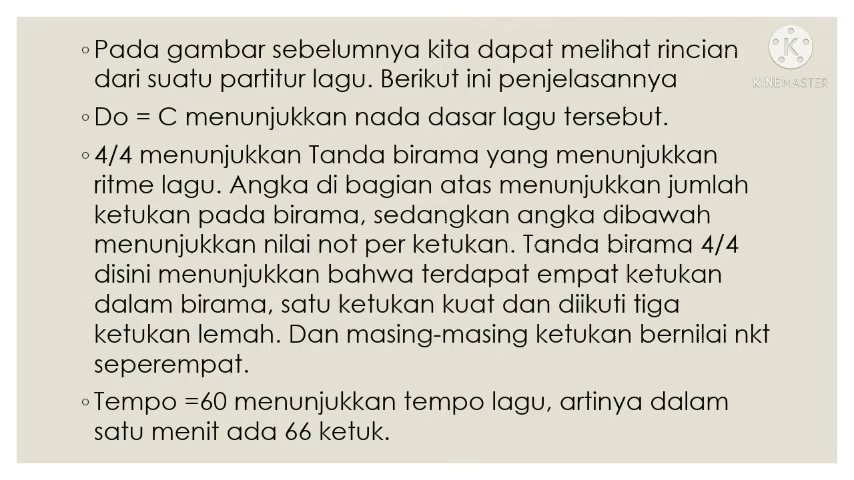 Pada gambar sebelumnya kita dapat melihat rincian
dari suatu partitur lagu. Berikut ini penjelasannya
Do = C menunjukkan nada dasar lagu tersebut.
4/4 menunjukkan Tanda birama yang menunjukkan
ritme lagu. Angka di bagian atas menunjukkan jumlah
ketukan pada birama, sedangkan angka dibawah
menunjukkan nilai not per ketukan. Tanda birama 4/4
disini menunjukkan bahwa terdapat empat ketukan
dalam birama, satu ketukan kuat dan diikuti tiga
ketukan lemah. Dan masing-masing ketukan bernilai nkt
seperempat.
Tempo =60 menunjukkan tempo lagu, artinya dalam
satu menit ada 66 ketuk.
K
KINEMASTER